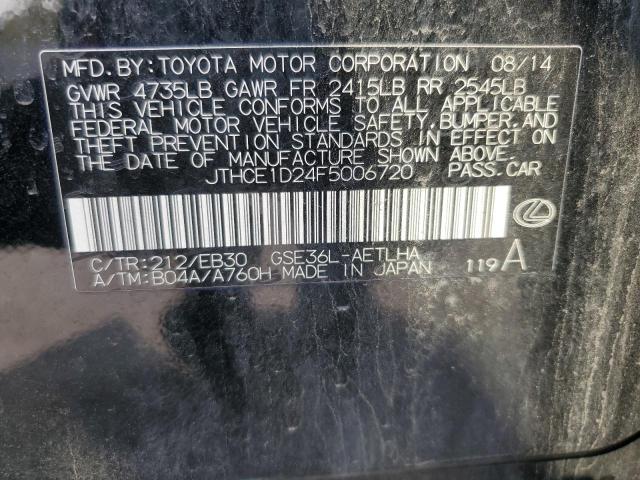 MFD. BY: TOYOTA MOTOR CORPORATION 08/14
GVWR 4735LB GAWR FR 2415LB RR 2545LB
THIS VEHICLE CONFORMS TO ALL APPLICABLE
FEDERAL MOTOR VEHICLE SAFETY, BUMPER, AND
THEFT PREVENTION STANDARDS IN EFFECT ON
THE DATE OF MANUFACTURE SHOWN ABOVE.
JTHCE1D24F5006720 PASS. CAR
C/TR: 212/EB30 GSE36L-AETLHA
A/TM: B04A/A760H MADE IN JAPAN 119A